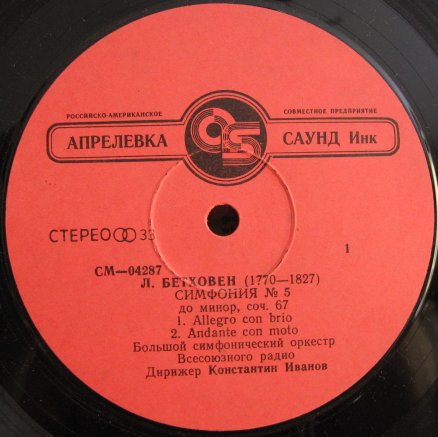 РОССИЙСКО-АМЕРИКАНСКОЕ СОВМЕСТНОЕ ПРЕДПРИЯТИЕ
АПРЕЛЕВКА САУНД Инк
СТЕРЕО 33
1
СМ—04287
Л. БЕТХОВЕН (1770—1827)
СИМФОНИЯ № 5
до минор, соч. 67
1. Allegro con brio
2. Andante con moto
Большой симфонический оркестр
Всесоюзного радио
Дирижер Константин Иванов